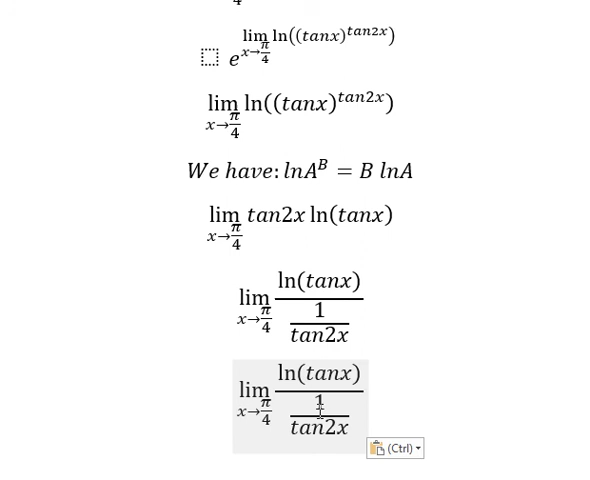 4
e^{lim_{x→π/4} ln((tanx)^{tan2x})}
lim_{x→π/4} ln((tanx)^{tan2x})
We have: lnA^B = B lnA
lim_{x→π/4} tan2x ln(tanx)
lim_{x→π/4} ln(tanx) / (1/tan2x)
lim_{x→π/4} ln(tanx) / (1/tan2x)
(Ctrl)